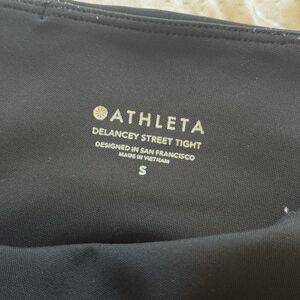 ATHLETA
DELANCEY STREET TIGHT
DESIGNED IN SAN FRANCISCO
MADE IN VIETNAM
S